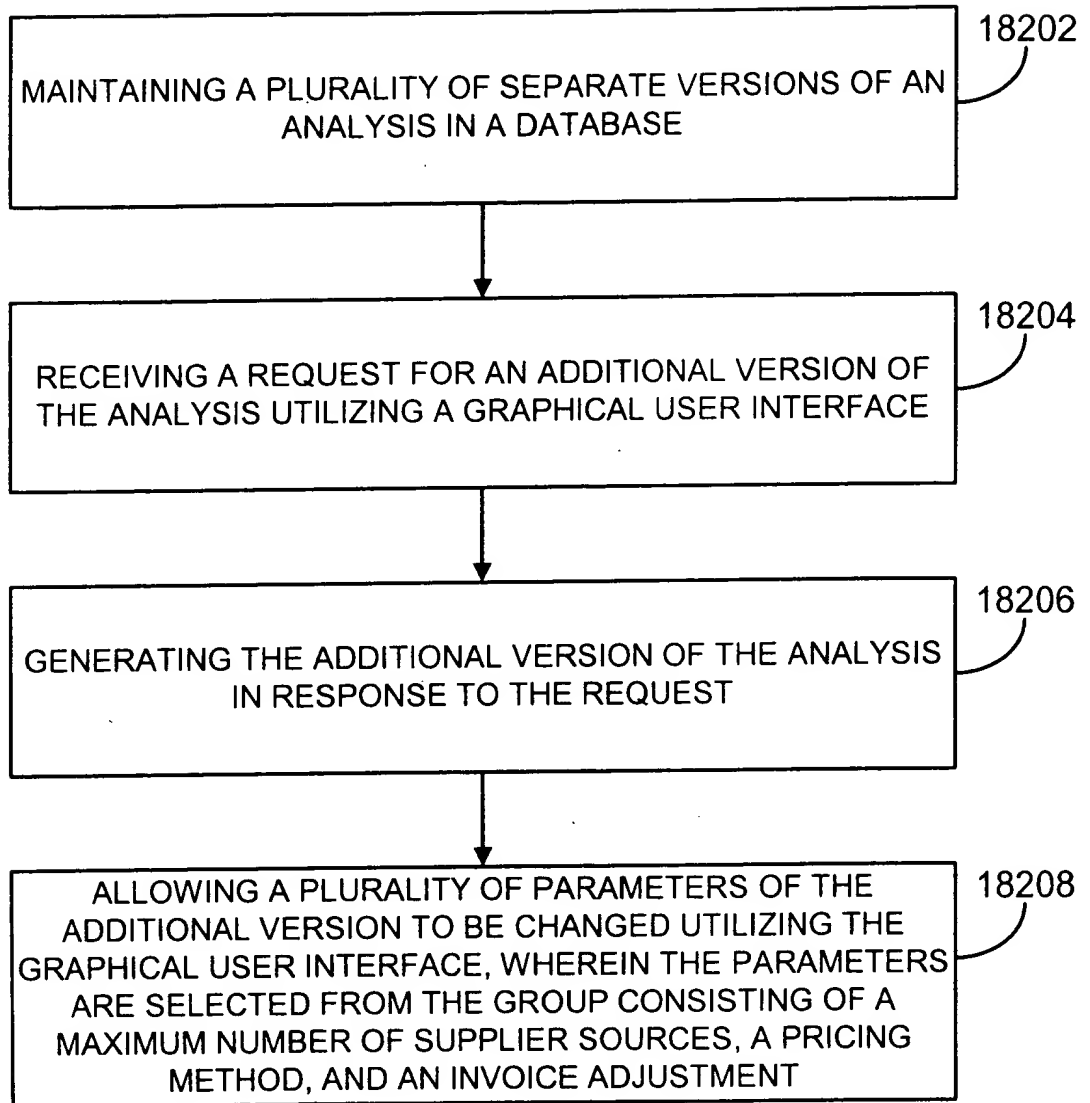 18202
MAINTAINING A PLURALITY OF SEPARATE VERSIONS OF AN
ANALYSIS IN A DATABASE
18204
RECEIVING A REQUEST FOR AN ADDITIONAL VERSION OF
THE ANALYSIS UTILIZING A GRAPHICAL USER INTERFACE
18206
GENERATING THE ADDITIONAL VERSION OF THE ANALYSIS
IN RESPONSE TO THE REQUEST
18208
ALLOWING A PLURALITY OF PARAMETERS OF THE
ADDITIONAL VERSION TO BE CHANGED UTILIZING THE
GRAPHICAL USER INTERFACE, WHEREIN THE PARAMETERS
ARE SELECTED FROM THE GROUP CONSISTING OF A
MAXIMUM NUMBER OF SUPPLIER SOURCES, A PRICING
METHOD, AND AN INVOICE ADJUSTMENT